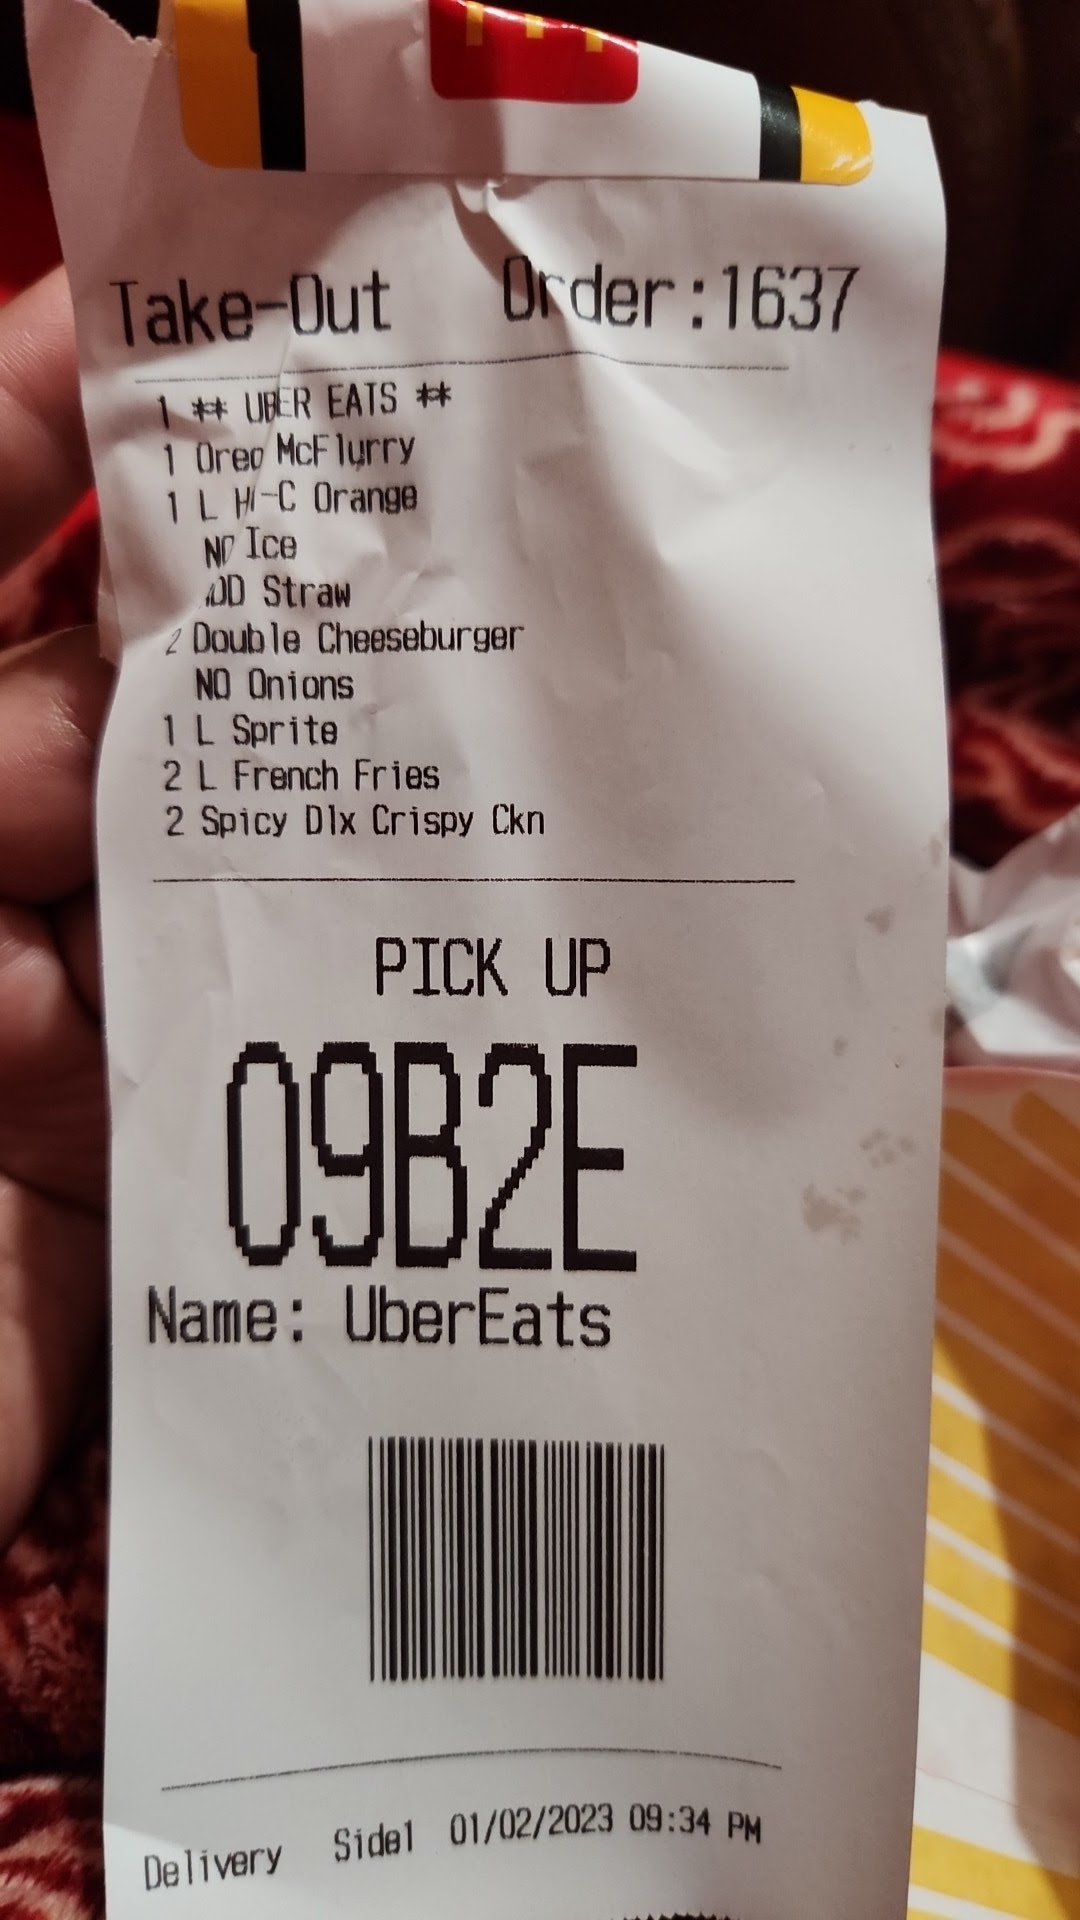 Take-Out Order:1637
1 ** UBER EATS **
1 Oreo McFlurry
1 L Hi-C Orange
NO Ice
ADD Straw
2 Double Cheeseburger
NO Onions
1 L Sprite
2 L French Fries
2 Spicy Dlx Crispy Ckn
PICK UP
09B2E
Name: UberEats
Delivery Side1 01/02/2023 09:34 PM